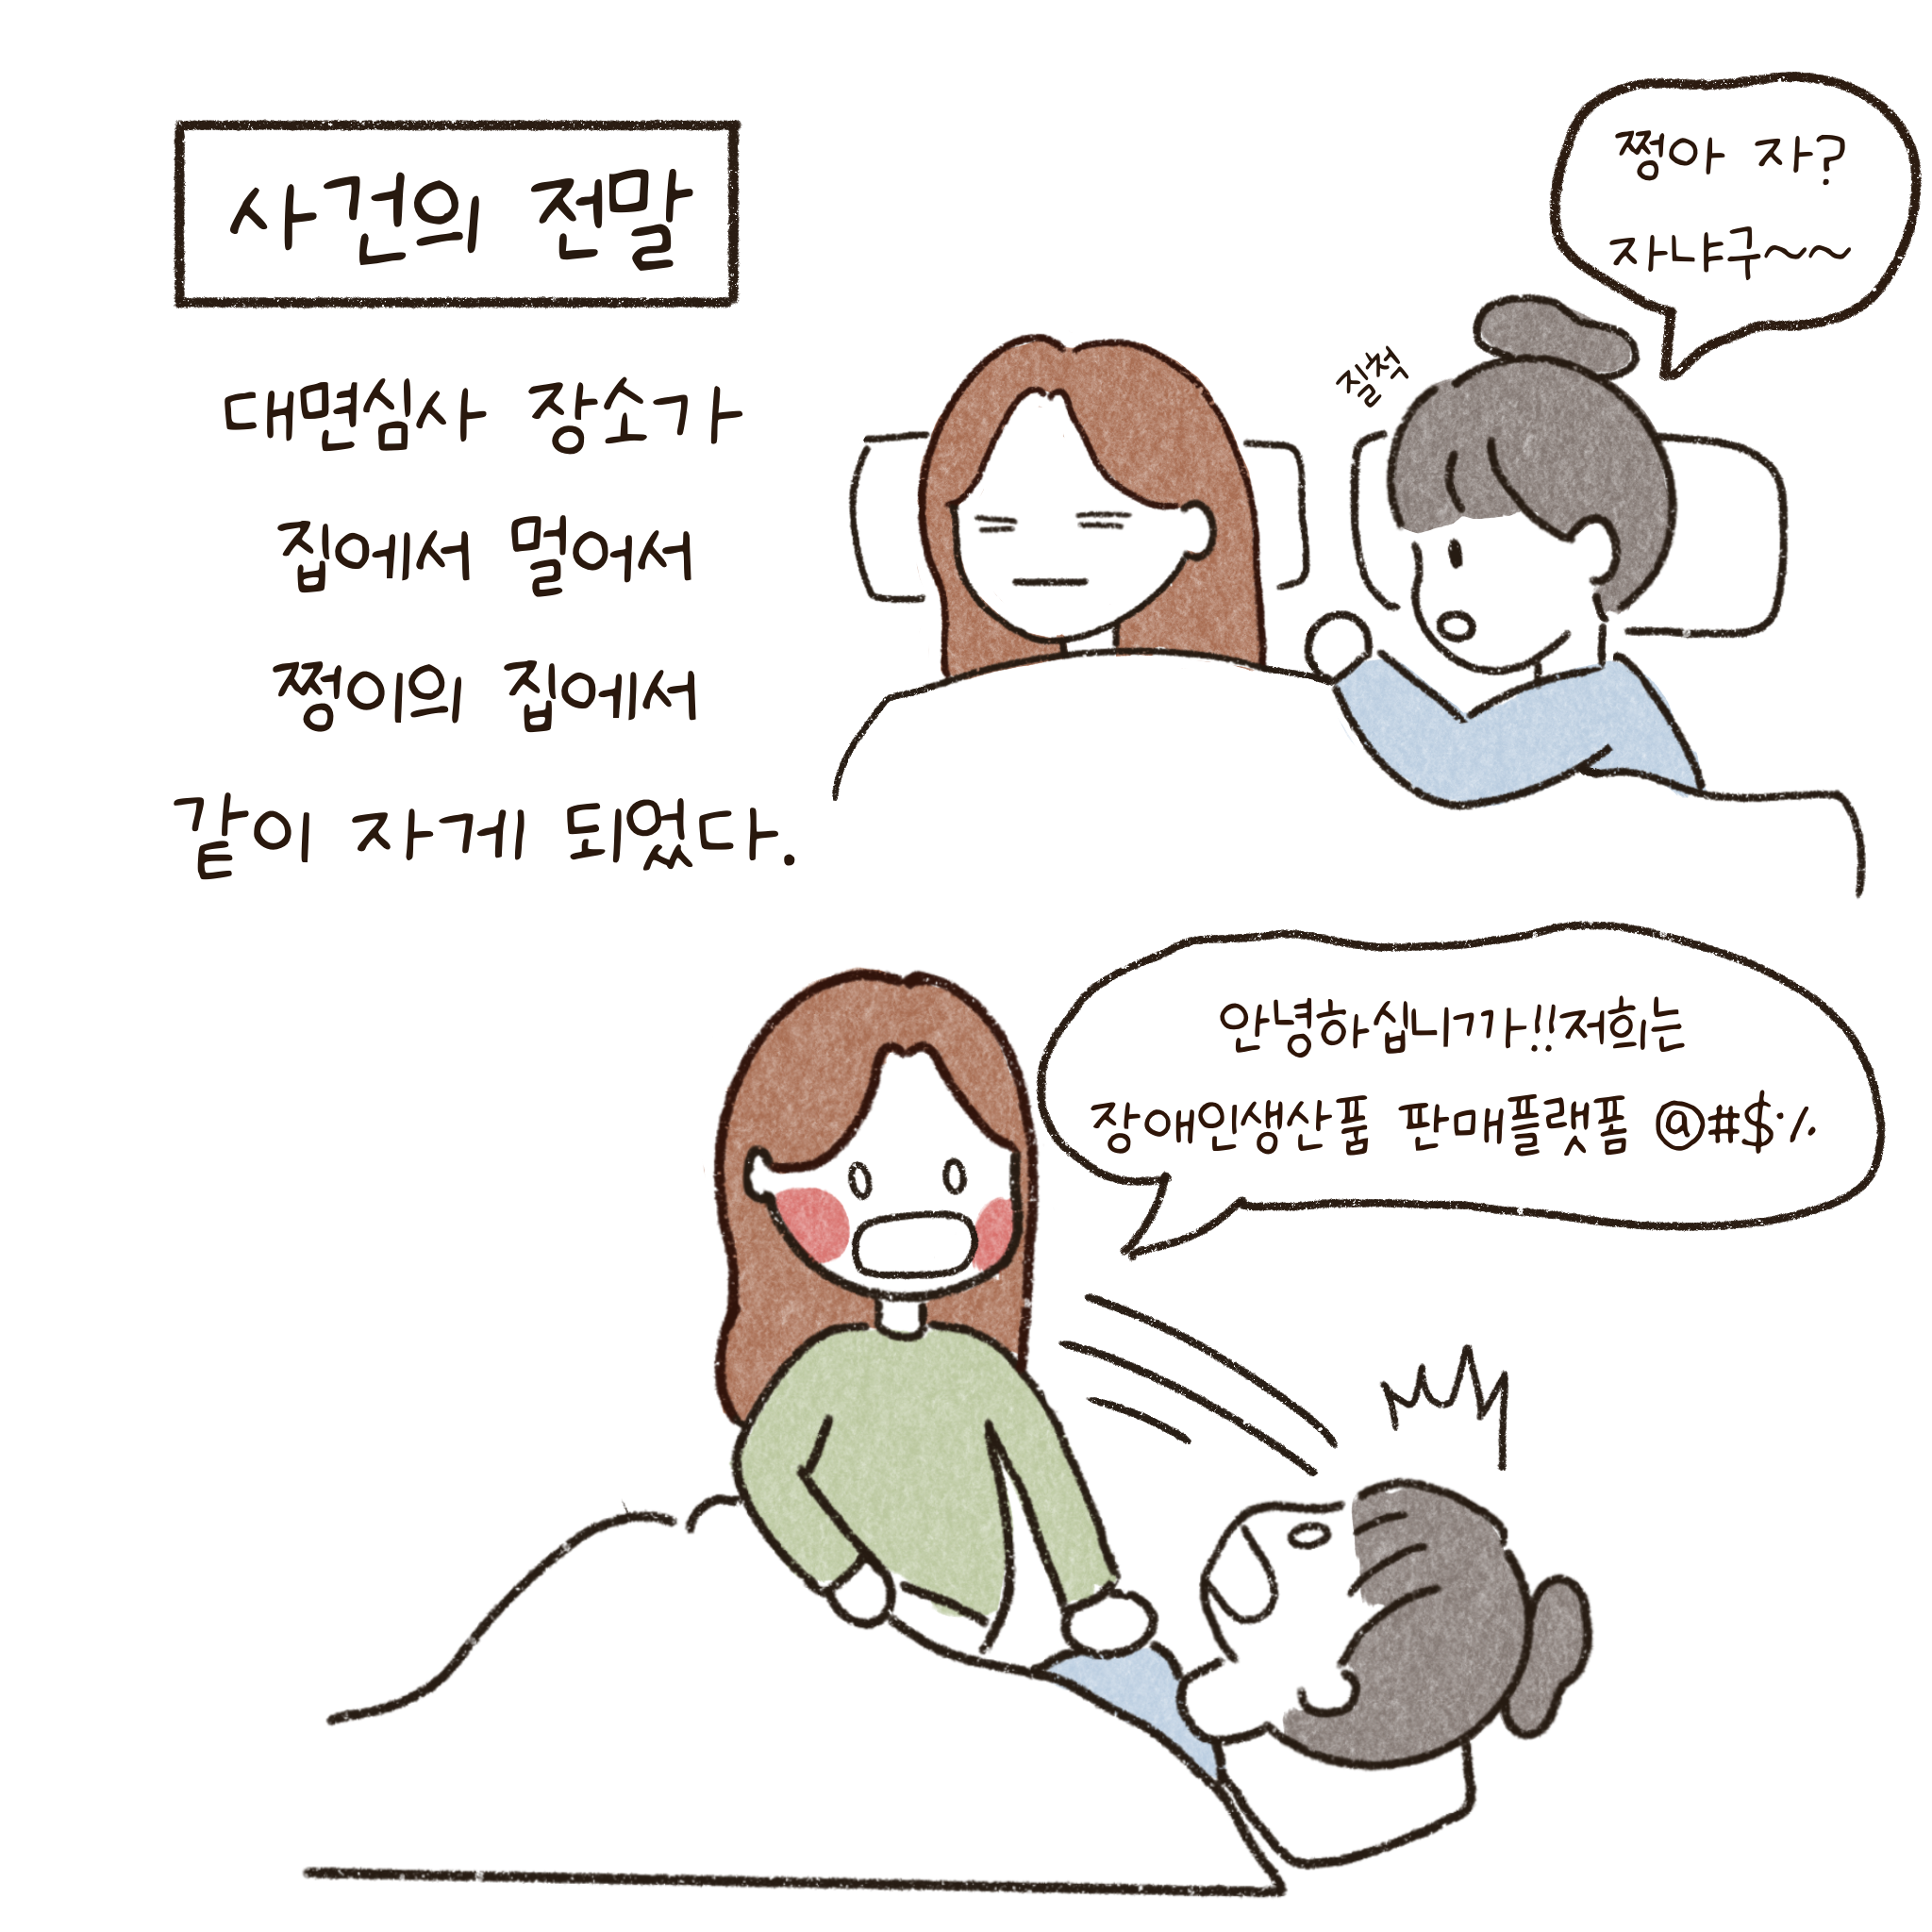 사건의 전말
대면심사 장소가
집에서 멀어서
쩡이의 집에서
같이 자게 되었다.
쩡아 자?
자냐구~~
질척
안녕하십니까!!저희는
장애인생산품 판매플랫폼 @#$%